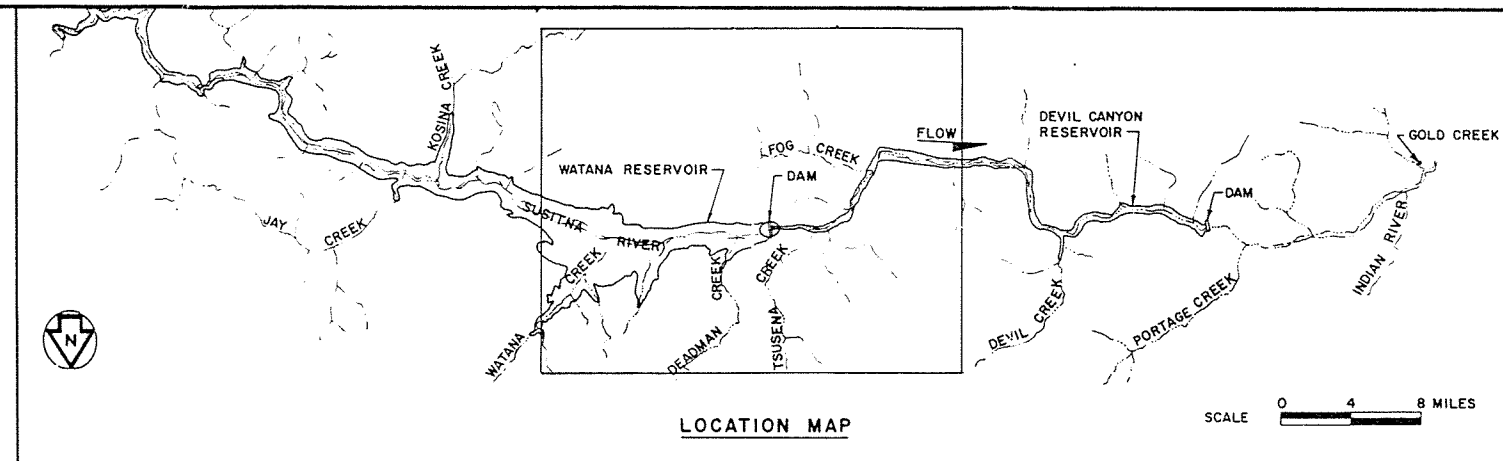 KOSINA CREEK
DEVIL CANYON
RESERVOIR
GOLD CREEK
FLOW
FOG CREEK
WATANA RESERVOIR
DAM
DAM
JAY CREEK
SUSITNA RIVER
INDIAN RIVER
WATANA CREEK
DEADMAN CREEK
TSUSENA CREEK
DEVIL CREEK
PORTAGE CREEK
N
LOCATION MAP
SCALE 0 4 8 MILES